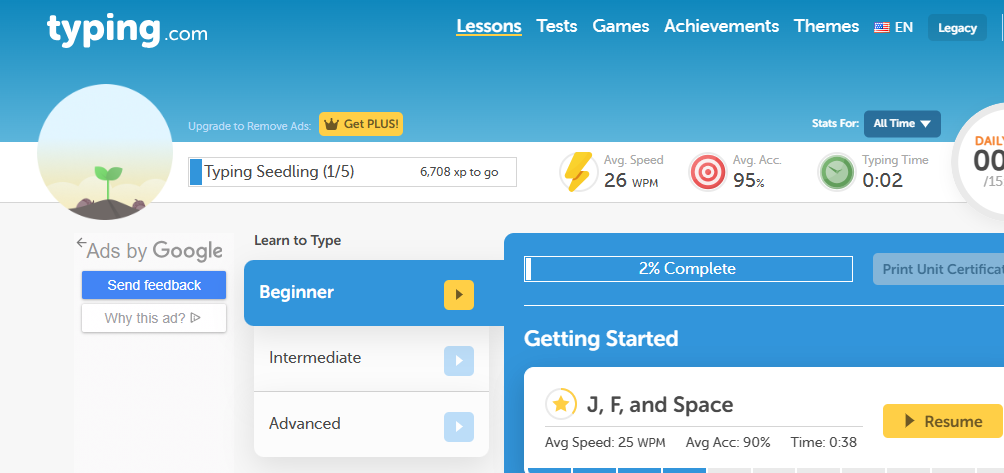 typing.com
Lessons Tests Games Achievements Themes EN Legacy
Upgrade to Remove Ads: Get PLUS!
Stats For: All Time
Typing Seedling (1/5) 6,708 xp to go
Avg. Speed
26 WPM
Avg. Acc.
95%
Typing Time
0:02
DAILY
00
/15
Ads by Google
Send feedback
Why this ad?
Learn to Type
Beginner
Intermediate
Advanced
2% Complete
Print Unit Certifica
Getting Started
J, F, and Space
Avg Speed: 25 WPM Avg Acc: 90% Time: 0:38
Resume